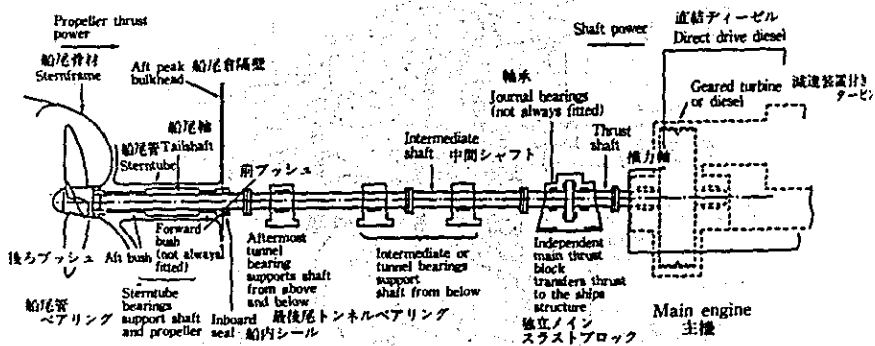 Propeller thrust
power
船尾骨材
Sternframe
Aft peak 船尾倉隔壁
bulkhead
船尾軸
船尾管 Tailshaft
Sterntube
前ブッシュ
Forward
bush
(not always
fitted)
後ろブッシュ
Aft bush
船尾管
ベアリング
Sterntube
bearings
support shaft
and propeller
Inboard
seal 船内シール
Aftermost
tunnel
bearing
supports shaft
from above
and below
最後尾トンネルベアリング
Intermediate
shaft 中間シャフト
Intermediate or
tunnel bearings
support
shaft from below
軸承
Journal bearings
(not always fitted)
Shaft power
Thrust
shaft
推力軸
Independent
main thrust
block
transfers thrust
to the ships
structure
独立メイン
スラストブロック
直結ディーゼル
Direct drive diesel
Geared turbine
or diesel
減速装置付き
タービン
Main engine
主機